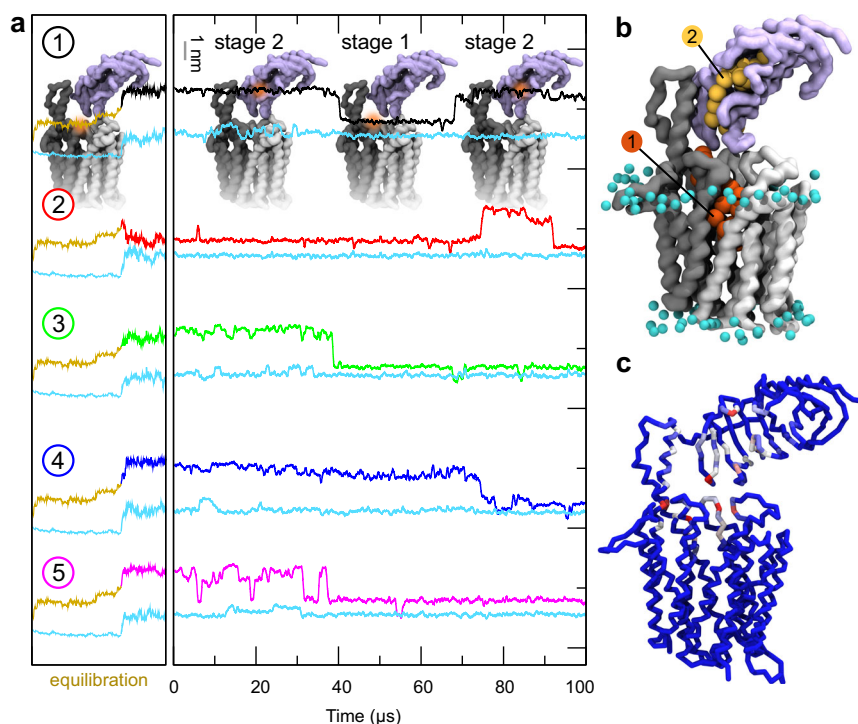 a
1
1 nm
stage 2
stage 1
stage 2
2
3
4
5
equilibration
0
20
40
60
80
100
Time (µs)
b
2
1
c